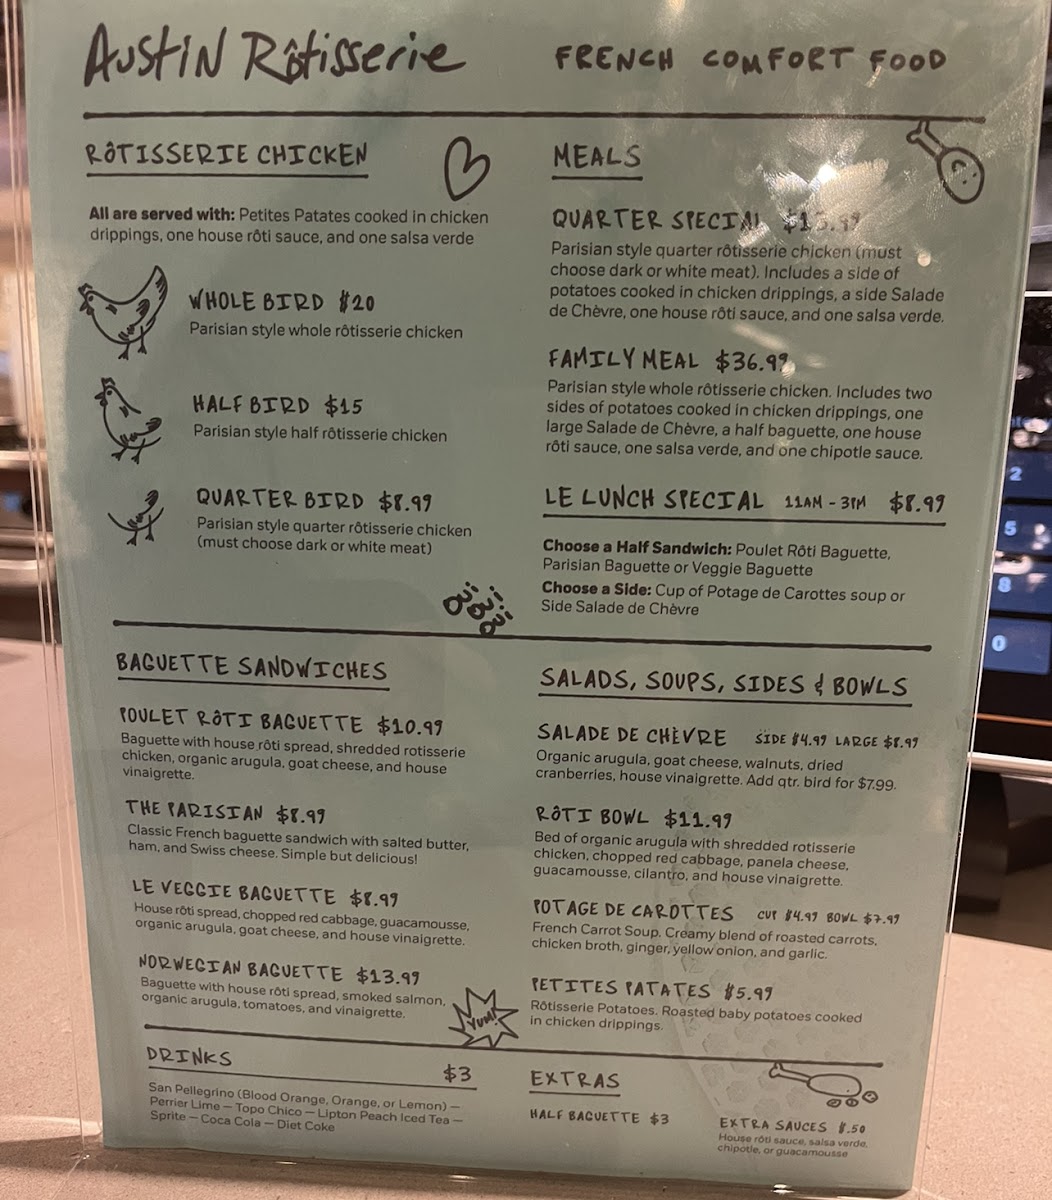 AUSTIN Rôtisserie
FRENCH COMFORT FOOD
RôTISSERIE CHICKEN
All are served with: Petites Patates cooked in chicken
drippings, one house rôti sauce, and one salsa verde
WHOLE BIRD $20
Parisian style whole rôtisserie chicken
HALF BIRD $15
Parisian style half rôtisserie chicken
QUARTER BIRD $8.99
Parisian style quarter rôtisserie chicken
(must choose dark or white meat)
MEALS
QUARTER SPECIAL $13.99
Parisian style quarter rôtisserie chicken (must
choose dark or white meat). Includes a side of
potatoes cooked in chicken drippings, a side Salade
de Chèvre, one house rôti sauce, and one salsa verde.
FAMILY MEAL $36.99
Parisian style whole rôtisserie chicken. Includes two
sides of potatoes cooked in chicken drippings, one
large Salade de Chèvre, a half baguette, one house
rôti sauce, one salsa verde, and one chipotle sauce.
LE LUNCH SPECIAL 11AM - 3PM $8.99
Choose a Half Sandwich: Poulet Rôti Baguette,
Parisian Baguette or Veggie Baguette
Choose a Side: Cup of Potage de Carottes soup or
Side Salade de Chèvre
BAGUETTE SANDWICHES
POULET RôTI BAGUETTE $10.99
Baguette with house rôti spread, shredded rotisserie
chicken, organic arugula, goat cheese, and house
vinaigrette.
THE PARISIAN $8.99
Classic French baguette sandwich with salted butter,
ham, and Swiss cheese. Simple but delicious!
LE VEGGIE BAGUETTE $8.99
House rôti spread, chopped red cabbage, guacamousse,
organic arugula, goat cheese, and house vinaigrette.
NORWEGIAN BAGUETTE $13.99
Baguette with house rôti spread, smoked salmon,
organic arugula, tomatoes, and vinaigrette.
YUM!
SALADS, SOUPS, SIDES & BOWLS
SALADE DE CHÈVRE SIDE $4.99 LARGE $8.99
Organic arugula, goat cheese, walnuts, dried
cranberries, house vinaigrette. Add qtr. bird for $7.99.
RôTI BOWL $11.99
Bed of organic arugula with shredded rotisserie
chicken, chopped red cabbage, panela cheese,
guacamousse, cilantro, and house vinaigrette.
POTAGE DE CAROTTES CUP $4.99 BOWL $7.99
French Carrot Soup. Creamy blend of roasted carrots,
chicken broth, ginger, yellow onion, and garlic.
PETITES PATATES $5.99
Rôtisserie Potatoes. Roasted baby potatoes cooked
in chicken drippings.
DRINKS $3
San Pellegrino (Blood Orange, Orange, or Lemon) —
Perrier Lime — Topo Chico — Lipton Peach Iced Tea —
Sprite — Coca Cola — Diet Coke
EXTRAS
HALF BAGUETTE $3
EXTRA SAUCES $.50
House rôti sauce, salsa verde,
chipotle, or guacamousse
2
5
8
0